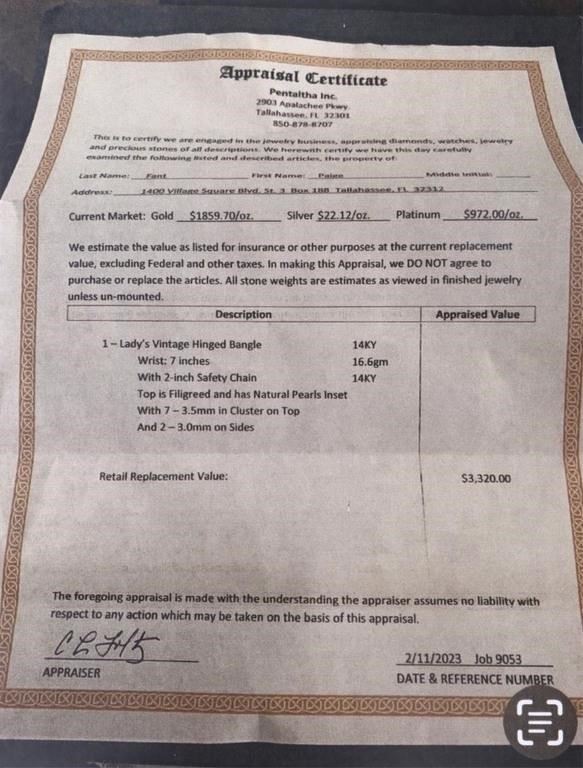 Appraisal Certificate
Pentaltha Inc.
2903 Apalachee Pkwy.
Tallahassee, FL 32301
850-878-8707
This is to certify we are engaged in the jewelry business, appraising diamonds, watches, jewelry
and precious stones of all descriptions. We herewith certify we have this day carefully
examined the following listed and described articles, the property of:
Last Name: Fant First Name: Paige Middle Initial:
Address: 1400 Village Square Blvd. St. 3 Box 188 Tallahassee, FL 32312
Current Market: Gold $1859.70/oz. Silver $22.12/oz. Platinum $972.00/oz.
We estimate the value as listed for insurance or other purposes at the current replacement
value, excluding Federal and other taxes. In making this Appraisal, we DO NOT agree to
purchase or replace the articles. All stone weights are estimates as viewed in finished jewelry
unless un-mounted.
Description Appraised Value
1 – Lady's Vintage Hinged Bangle 14KY
Wrist: 7 inches 16.6gm
With 2-inch Safety Chain 14KY
Top is Filigreed and has Natural Pearls Inset
With 7 – 3.5mm in Cluster on Top
And 2 – 3.0mm on Sides
Retail Replacement Value: $3,320.00
The foregoing appraisal is made with the understanding the appraiser assumes no liability with
respect to any action which may be taken on the basis of this appraisal.
2/11/2023 Job 9053
APPRAISER DATE & REFERENCE NUMBER